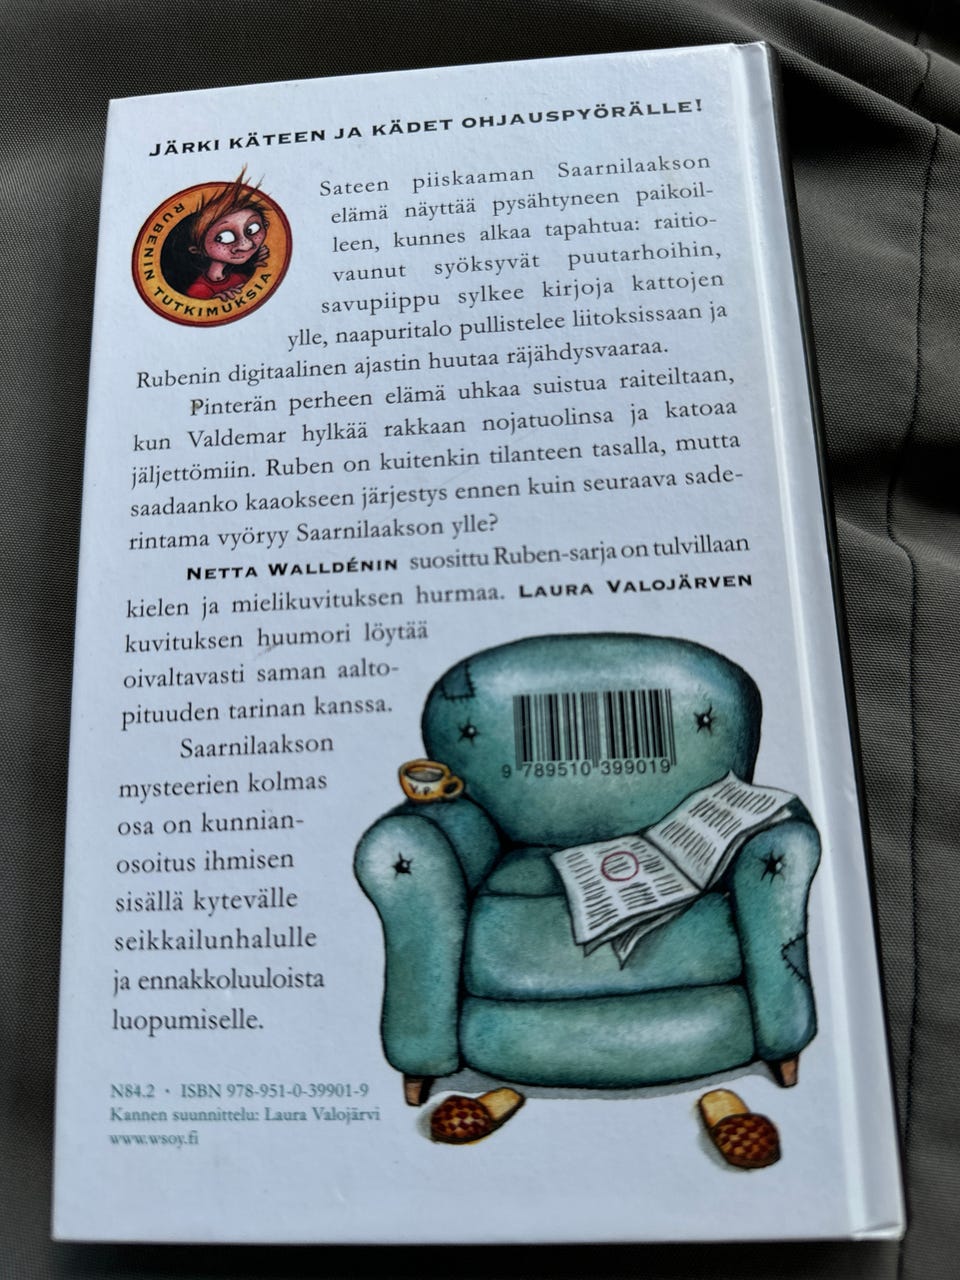 JÄRKI KÄTEEN JA KÄDET OHJAUSPYÖRÄLLE!
RUBENIN TUTKIMUKSIA
Sateen piiskaaman Saarnilaakson
elämä näyttää pysähtyneen paikoil-
leen, kunnes alkaa tapahtua: raitio-
vaunut syöksyvät puutarhoihin,
savupiippu sylkee kirjoja kattojen
ylle, naapuritalo pullistelee liitoksissaan ja
Rubenin digitaalinen ajastin huutaa räjähdysvaaraa.
Pinterän perheen elämä uhkaa suistua raiteiltaan,
kun Valdemar hylkää rakkaan nojatuolinsa ja katoaa
jäljettömiin. Ruben on kuitenkin tilanteen tasalla, mutta
saadaanko kaaokseen järjestys ennen kuin seuraava sade-
rintama vyöryy Saarnilaakson ylle?
NETTA WALLDÉNIN suosittu Ruben-sarja on tulvillaan
kielen ja mielikuvituksen hurmaa. LAURA VALOJÄRVEN
kuvituksen huumori löytää
oivaltavasti saman aalto-
pituuden tarinan kanssa.
Saarnilaakson
mysteerien kolmas
osa on kunnian-
osoitus ihmisen
sisällä kytevälle
seikkailunhalulle
ja ennakkoluuloista
luopumiselle.
9 789510 399019
V.P.
N84.2 • ISBN 978-951-0-39901-9
Kannen suunnittelu: Laura Valojärvi
www.wsoy.fi